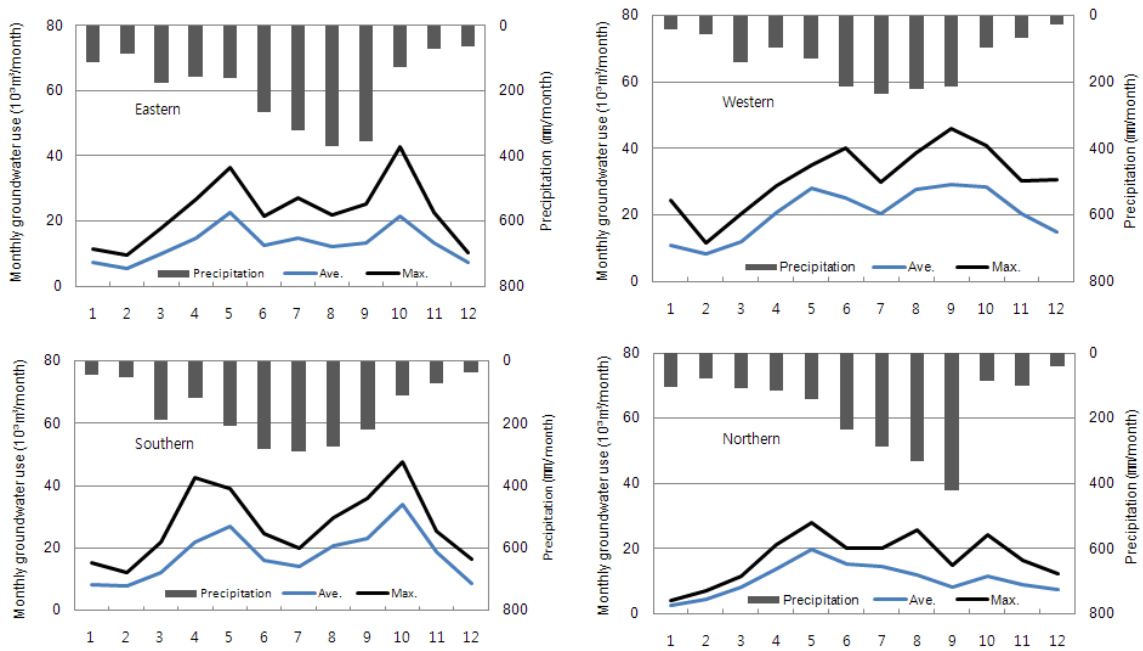 Monthly groundwater use (10³m³/month)
80
60
40
20
0
Eastern
Precipitation
Ave.
Max.
0
200
400
600
800
Precipitation (㎜/month)
1 2 3 4 5 6 7 8 9 10 11 12
Monthly groundwater use (10³m³/month)
80
60
40
20
0
Western
Precipitation
Ave.
Max.
0
200
400
600
800
Precipitation (㎜/month)
1 2 3 4 5 6 7 8 9 10 11 12
Monthly groundwater use (10³m³/month)
80
60
40
20
0
Southern
Precipitation
Ave.
Max.
0
200
400
600
800
Precipitation (㎜/month)
1 2 3 4 5 6 7 8 9 10 11 12
Monthly groundwater use (10³m³/month)
80
60
40
20
0
Northern
Precipitation
Ave.
Max.
0
200
400
600
800
Precipitation (㎜/month)
1 2 3 4 5 6 7 8 9 10 11 12